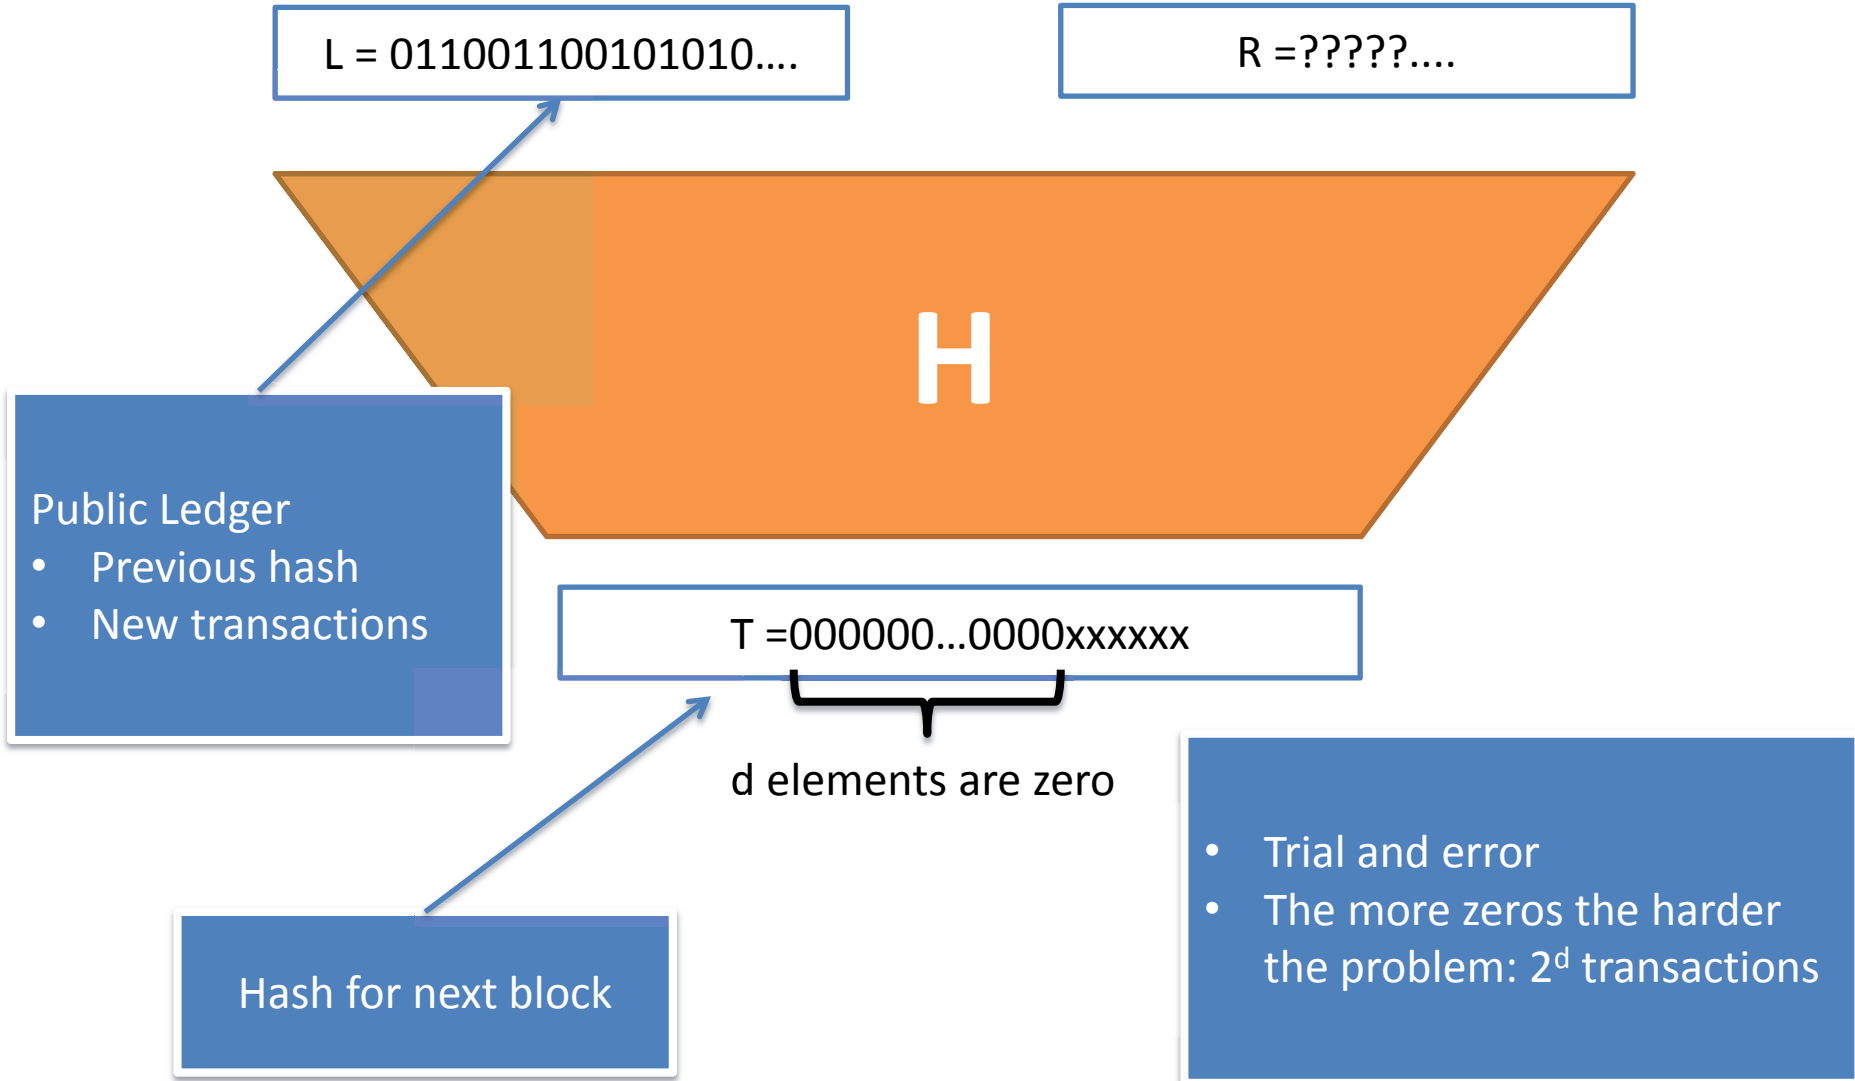 L = 011001100101010....
R =?????....
H
Public Ledger
• Previous hash
• New transactions
T =000000...0000xxxxxx
d elements are zero
• Trial and error
• The more zeros the harder
the problem: 2ᵈ transactions
Hash for next block